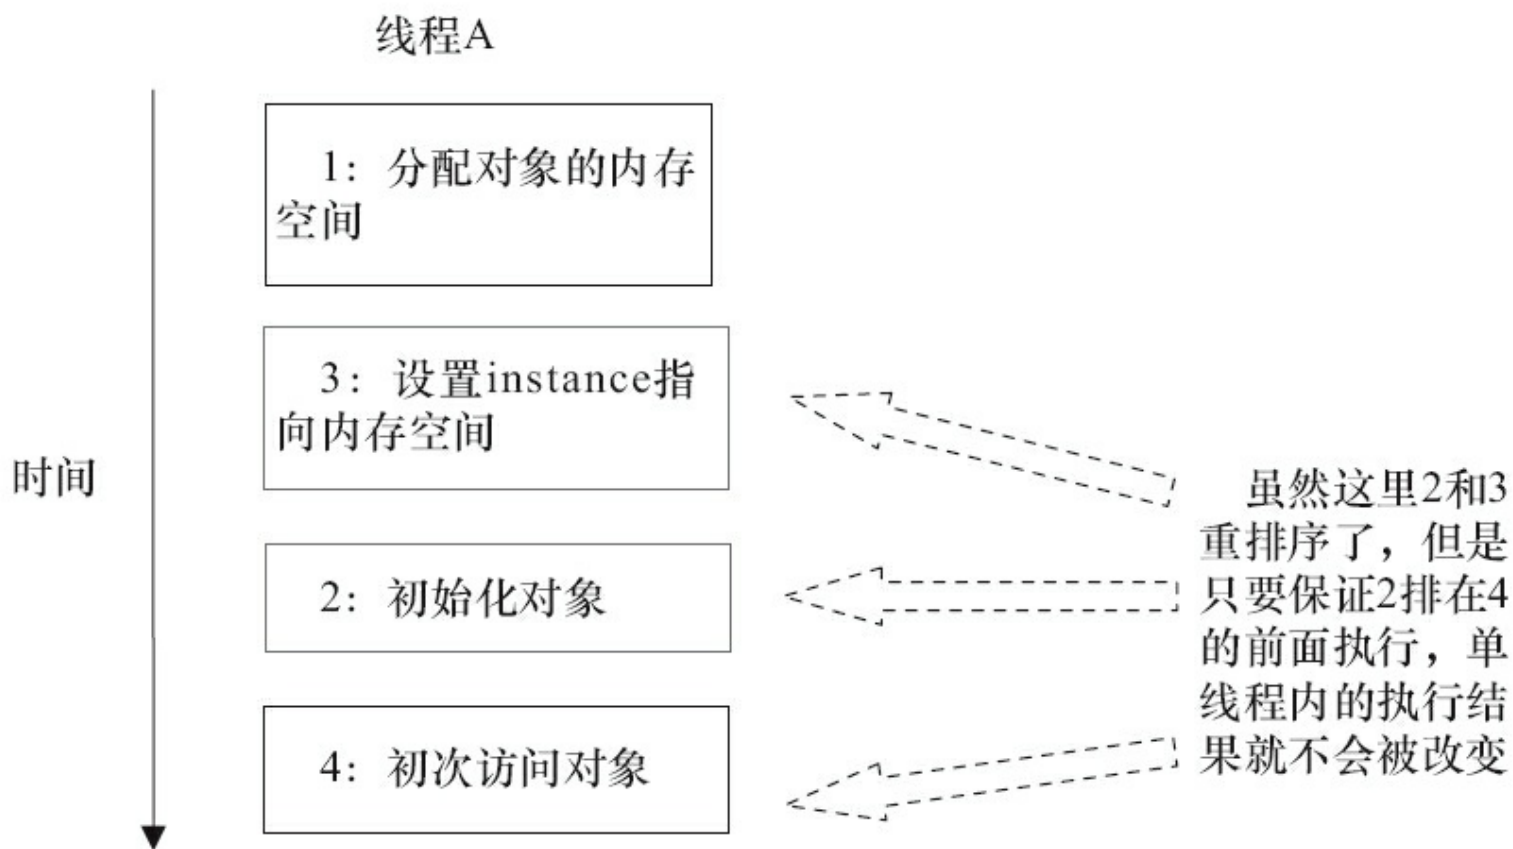 线程A
1：分配对象的内存
空间
3：设置instance指
向内存空间
时间
2：初始化对象
4：初次访问对象
虽然这里2和3
重排序了，但是
只要保证2排在4
的前面执行，单
线程内的执行结
果就不会被改变